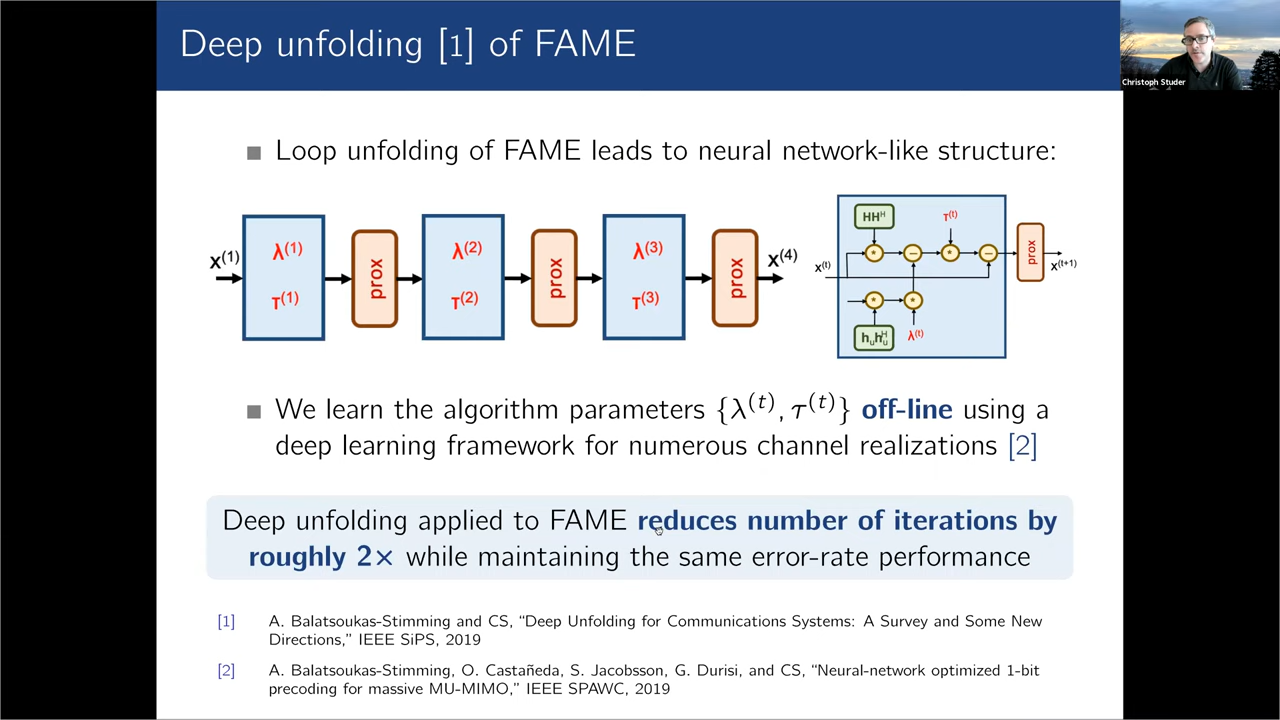 Deep unfolding [1] of FAME
Christoph Studer
■ Loop unfolding of FAME leads to neural network-like structure:
x(1) λ(1) τ(1) prox λ(2) τ(2) prox λ(3) τ(3) prox x(4)
HHᴴ τ(t)
x(t) * − * − prox x(t+1)
* *
hᵤhᵤᴴ λ(t)
■ We learn the algorithm parameters {λ(t), τ(t)} off-line using a
deep learning framework for numerous channel realizations [2]
Deep unfolding applied to FAME reduces number of iterations by
roughly 2× while maintaining the same error-rate performance
[1] A. Balatsoukas-Stimming and CS, “Deep Unfolding for Communications Systems: A Survey and Some New
Directions,” IEEE SiPS, 2019
[2] A. Balatsoukas-Stimming, O. Castañeda, S. Jacobsson, G. Durisi, and CS, “Neural-network optimized 1-bit
precoding for massive MU-MIMO,” IEEE SPAWC, 2019